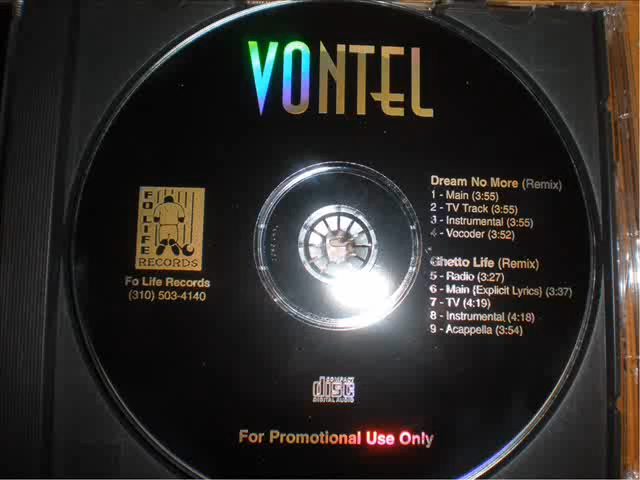 VONTEL
Dream No More (Remix)
1 - Main (3:55)
2 - TV Track (3:55)
3 - Instrumental (3:55)
4 - Vocoder (3:52)
Ghetto Life (Remix)
5 - Radio (3:27)
6 - Main {Explicit Lyrics} (3:37)
7 - TV (4:19)
8 - Instrumental (4:18)
9 - Acappella (3:54)
FO LIFE
RECORDS
Fo Life Records
(310) 503-4140
COMPACT
disc
DIGITAL AUDIO
For Promotional Use Only